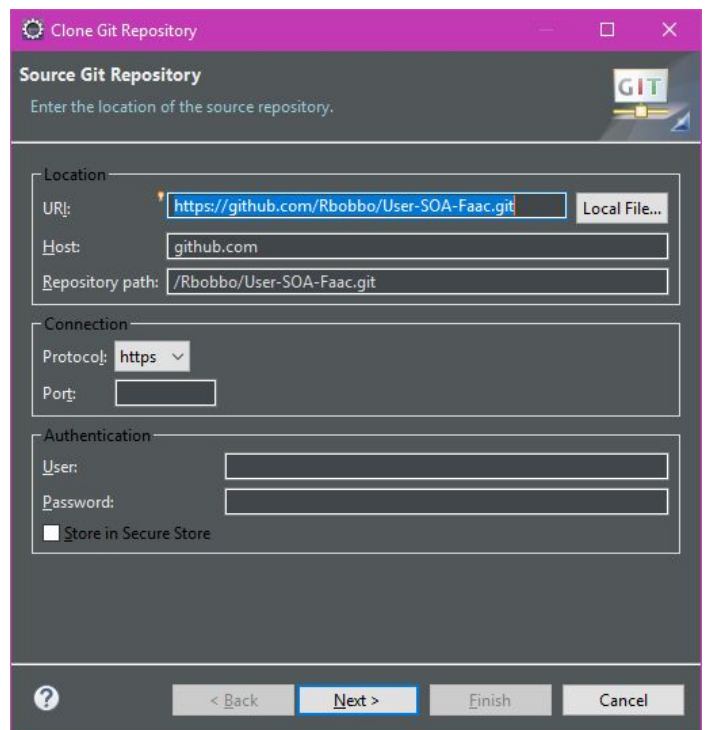 Clone Git Repository
Source Git Repository
Enter the location of the source repository.
GIT
Location
URI: https://github.com/Rbobbo/User-SOA-Faac.git Local File...
Host: github.com
Repository path: /Rbobbo/User-SOA-Faac.git
Connection
Protocol: https
Port:
Authentication
User:
Password:
Store in Secure Store
? < Back Next > Finish Cancel